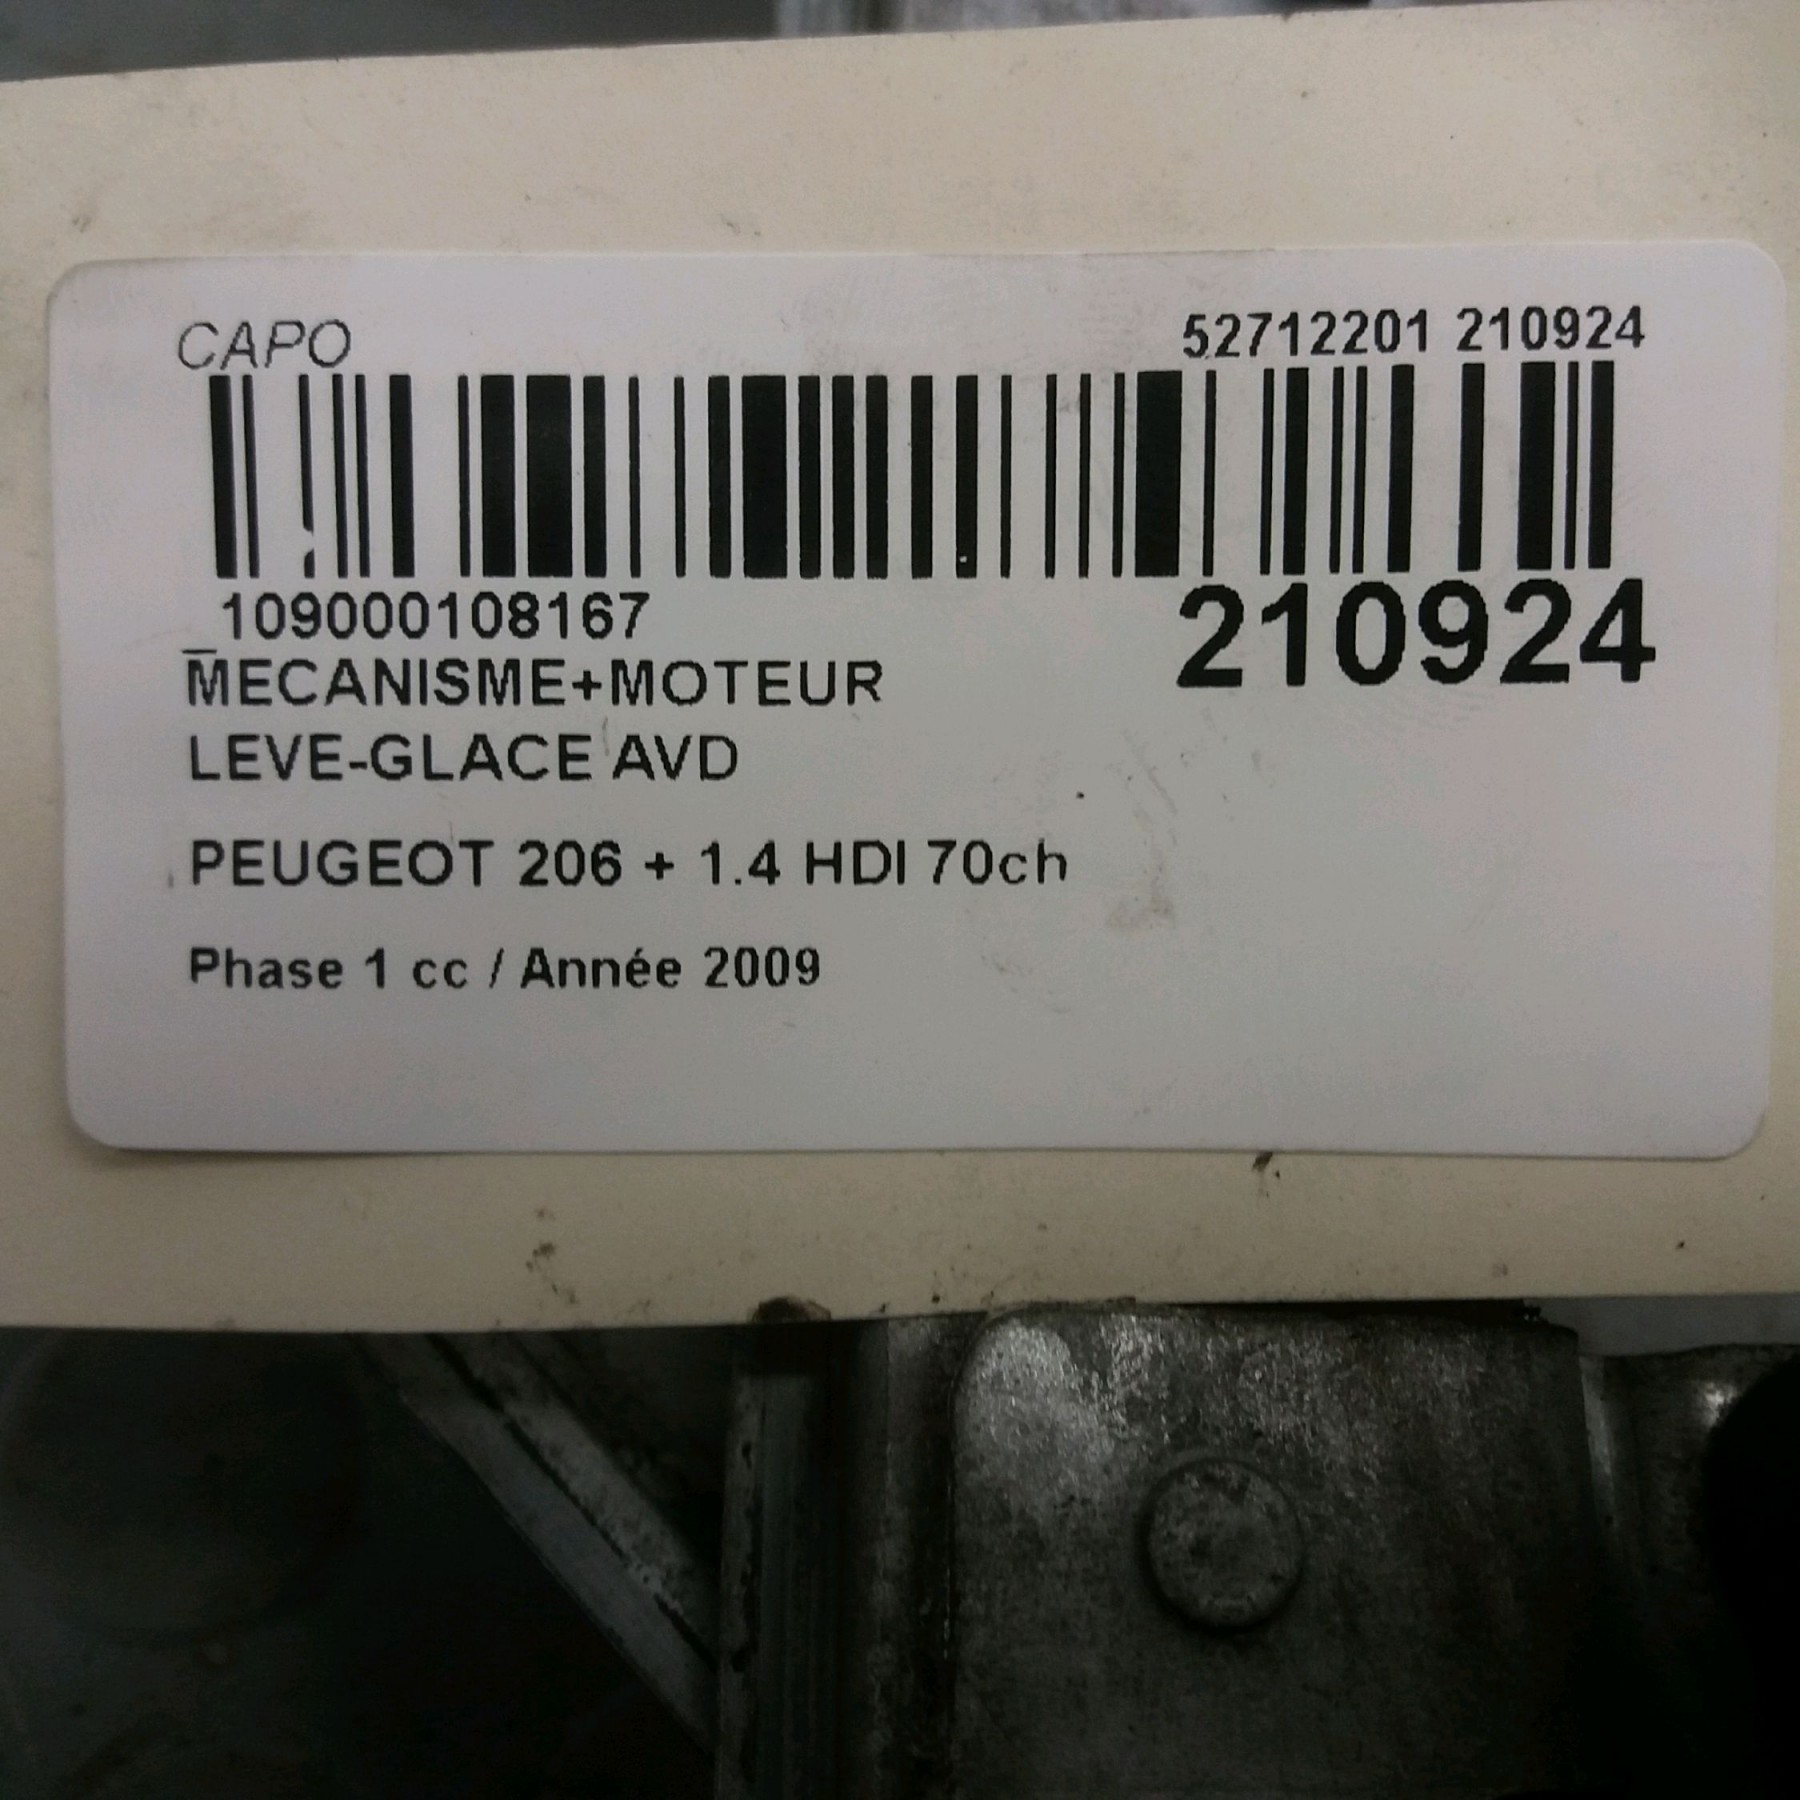 CAPO 52712201 210924
109000108167 210924
MECANISME+MOTEUR
LEVE-GLACE AVD
PEUGEOT 206 + 1.4 HDI 70ch
Phase 1 cc / Année 2009